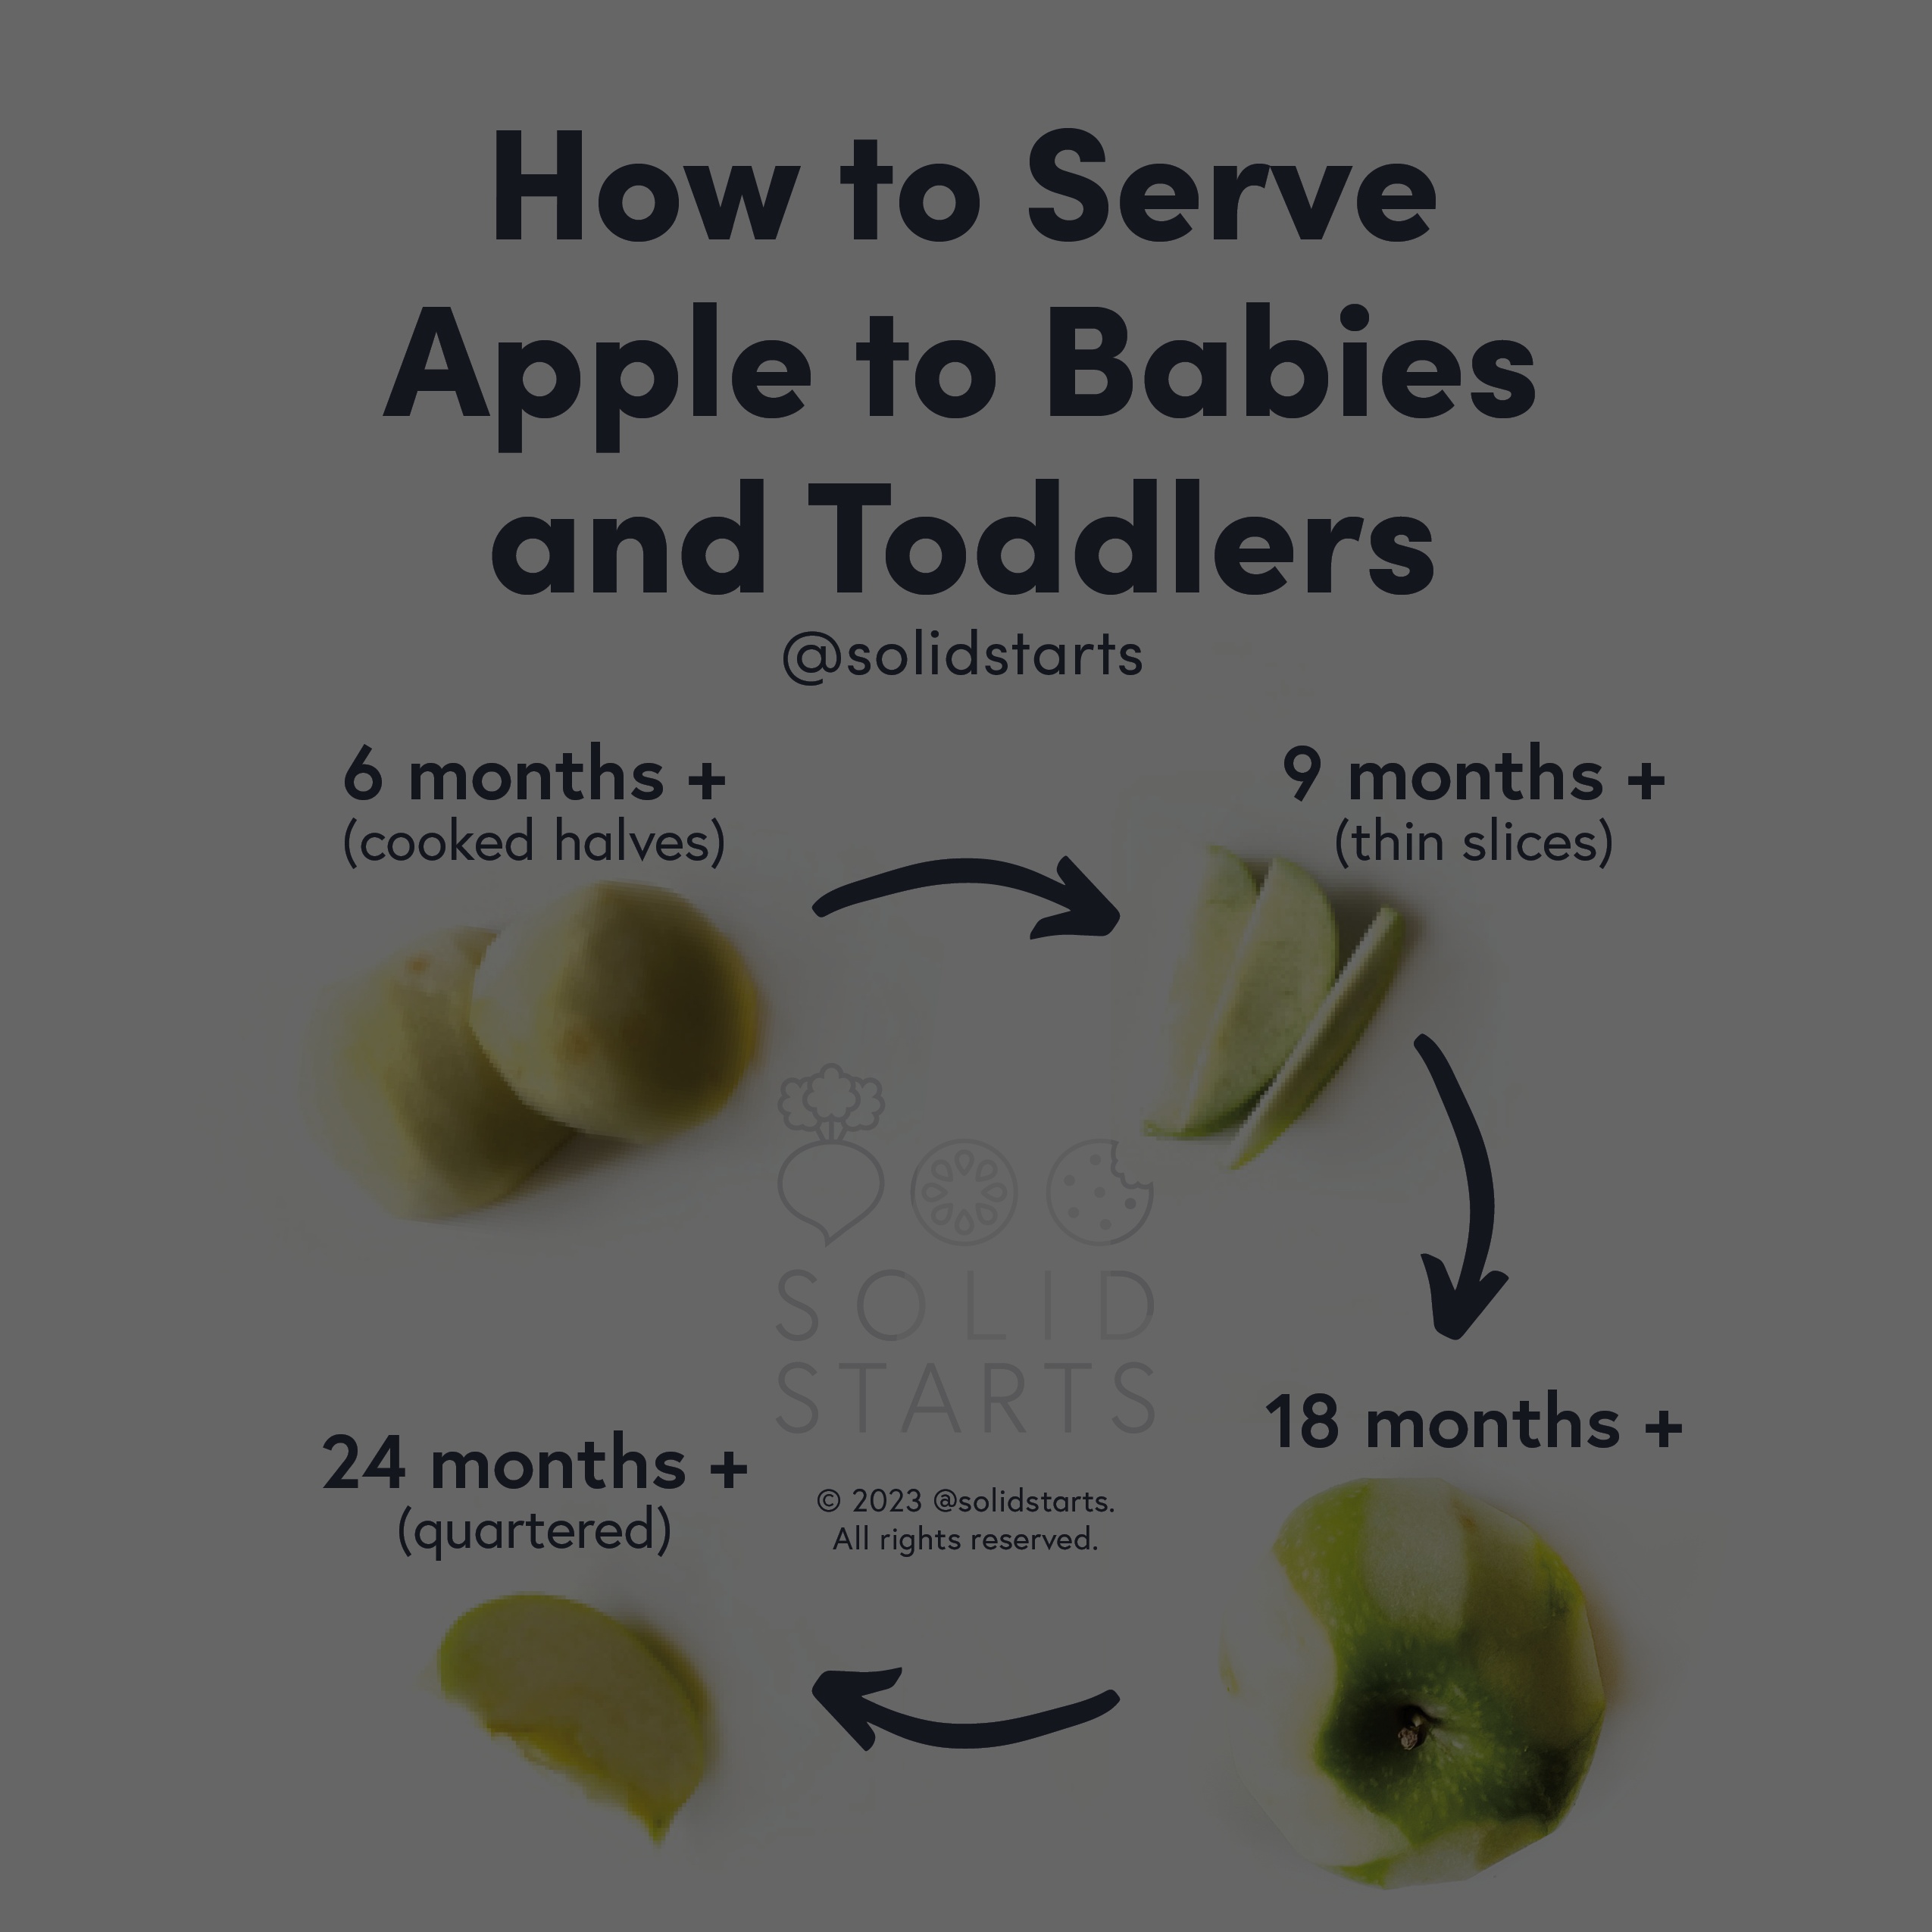 How to Serve
Apple to Babies
and Toddlers
@solidstarts
6 months +
(cooked halves)
9 months +
(thin slices)
SOLID
STARTS
18 months +
24 months +
(quartered)
© 2023 @solidstarts.
All rights reserved.